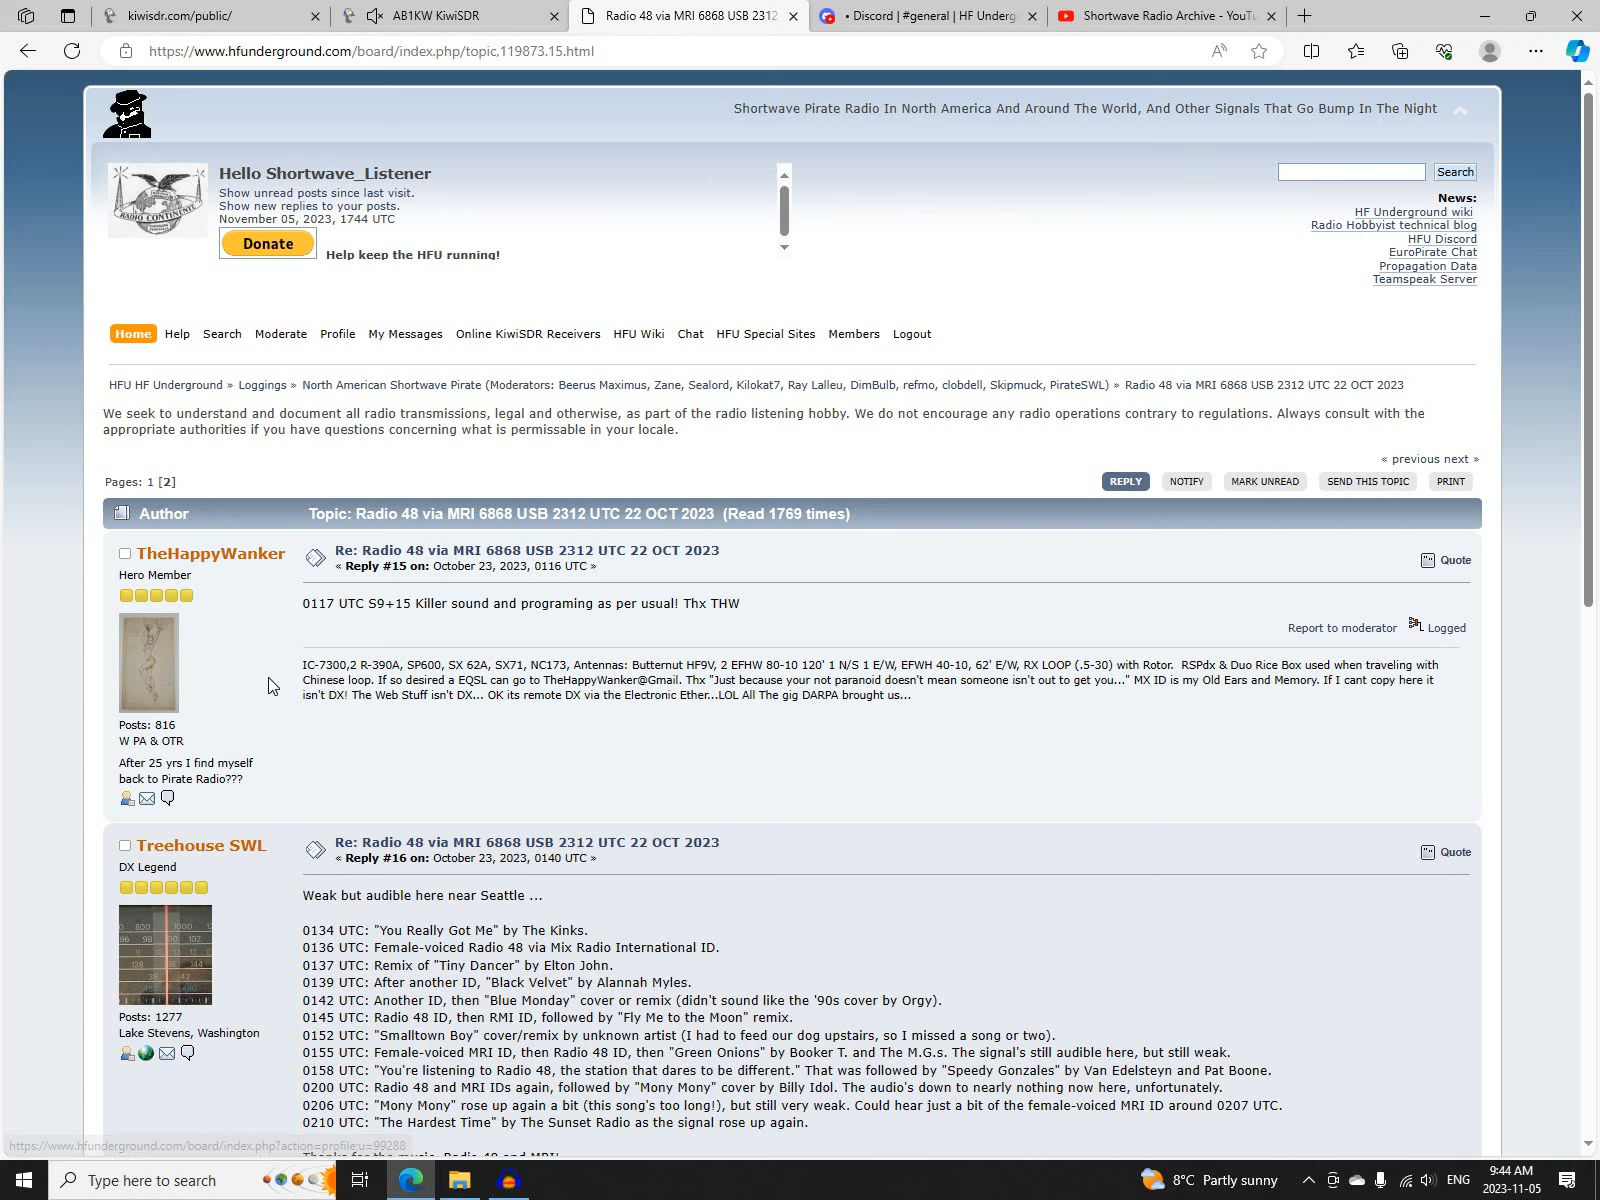 kiwisdr.com/public/
AB1KW KiwiSDR
Radio 48 via MRI 6868 USB 2312
• Discord | #general | HF Underg
Shortwave Radio Archive - YouTu
https://www.hfunderground.com/board/index.php/topic,119873.15.html
Shortwave Pirate Radio In North America And Around The World, And Other Signals That Go Bump In The Night
RADIO CONTINENTE
Hello Shortwave_Listener
Show unread posts since last visit.
Show new replies to your posts.
November 05, 2023, 1744 UTC
Donate
Help keep the HFU running!
Search
News:
HF Underground wiki
Radio Hobbyist technical blog
HFU Discord
EuroPirate Chat
Propagation Data
Teamspeak Server
Home Help Search Moderate Profile My Messages Online KiwiSDR Receivers HFU Wiki Chat HFU Special Sites Members Logout
HFU HF Underground » Loggings » North American Shortwave Pirate (Moderators: Beerus Maximus, Zane, Sealord, Kilokat7, Ray Lalleu, DimBulb, refmo, clobdell, Skipmuck, PirateSWL) » Radio 48 via MRI 6868 USB 2312 UTC 22 OCT 2023
We seek to understand and document all radio transmissions, legal and otherwise, as part of the radio listening hobby. We do not encourage any radio operations contrary to regulations. Always consult with the
appropriate authorities if you have questions concerning what is permissable in your locale.
« previous next »
Pages: 1 [2]
REPLY NOTIFY MARK UNREAD SEND THIS TOPIC PRINT
Author Topic: Radio 48 via MRI 6868 USB 2312 UTC 22 OCT 2023 (Read 1769 times)
TheHappyWanker
Hero Member
Posts: 816
W PA & OTR
After 25 yrs I find myself
back to Pirate Radio???
Re: Radio 48 via MRI 6868 USB 2312 UTC 22 OCT 2023
« Reply #15 on: October 23, 2023, 0116 UTC »
Quote
0117 UTC S9+15 Killer sound and programing as per usual! Thx THW
Report to moderator Logged
IC-7300,2 R-390A, SP600, SX 62A, SX71, NC173, Antennas: Butternut HF9V, 2 EFHW 80-10 120' 1 N/S 1 E/W, EFWH 40-10, 62' E/W, RX LOOP (.5-30) with Rotor. RSPdx & Duo Rice Box used when traveling with
Christmas loop. If so desired a EQSL can go to TheHappyWanker@Gmail. Thx "Just because your not paranoid doesn't mean someone isn't out to get you..." MX ID is my Old Ears and Memory. If I cant copy here it
isn't DX! The Web Stuff isn't DX... OK its remote DX via the Electronic Ether...LOL All The gig DARPA brought us...
Treehouse SWL
DX Legend
Posts: 1277
Lake Stevens, Washington
Re: Radio 48 via MRI 6868 USB 2312 UTC 22 OCT 2023
« Reply #16 on: October 23, 2023, 0140 UTC »
Quote
Weak but audible here near Seattle ...
0134 UTC: "You Really Got Me" by The Kinks.
0136 UTC: Female-voiced Radio 48 via Mix Radio International ID.
0137 UTC: Remix of "Tiny Dancer" by Elton John.
0139 UTC: After another ID, "Black Velvet" by Alannah Myles.
0142 UTC: Another ID, then "Blue Monday" cover or remix (didn't sound like the '90s cover by Orgy).
0145 UTC: Radio 48 ID, then RMI ID, followed by "Fly Me to the Moon" remix.
0152 UTC: "Smalltown Boy" cover/remix by unknown artist (I had to feed our dog upstairs, so I missed a song or two).
0155 UTC: Female-voiced MRI ID, then Radio 48 ID, then "Green Onions" by Booker T. and The M.G.s. The signal's still audible here, but still weak.
0158 UTC: "You're listening to Radio 48, the station that dares to be different." That was followed by "Speedy Gonzales" by Van Edelsteyn and Pat Boone.
0200 UTC: Radio 48 and MRI IDs again, followed by "Mony Mony" cover by Billy Idol. The audio's down to nearly nothing now here, unfortunately.
0206 UTC: "Mony Mony" rose up again a bit (this song's too long!), but still very weak. Could hear just a bit of the female-voiced MRI ID around 0207 UTC.
0210 UTC: "The Hardest Time" by The Sunset Radio as the signal rose up again.
https://www.hfunderground.com/board/index.php?action=profile;u=99288
Type here to search
8°C Partly sunny
ENG
9:44 AM
2023-11-05